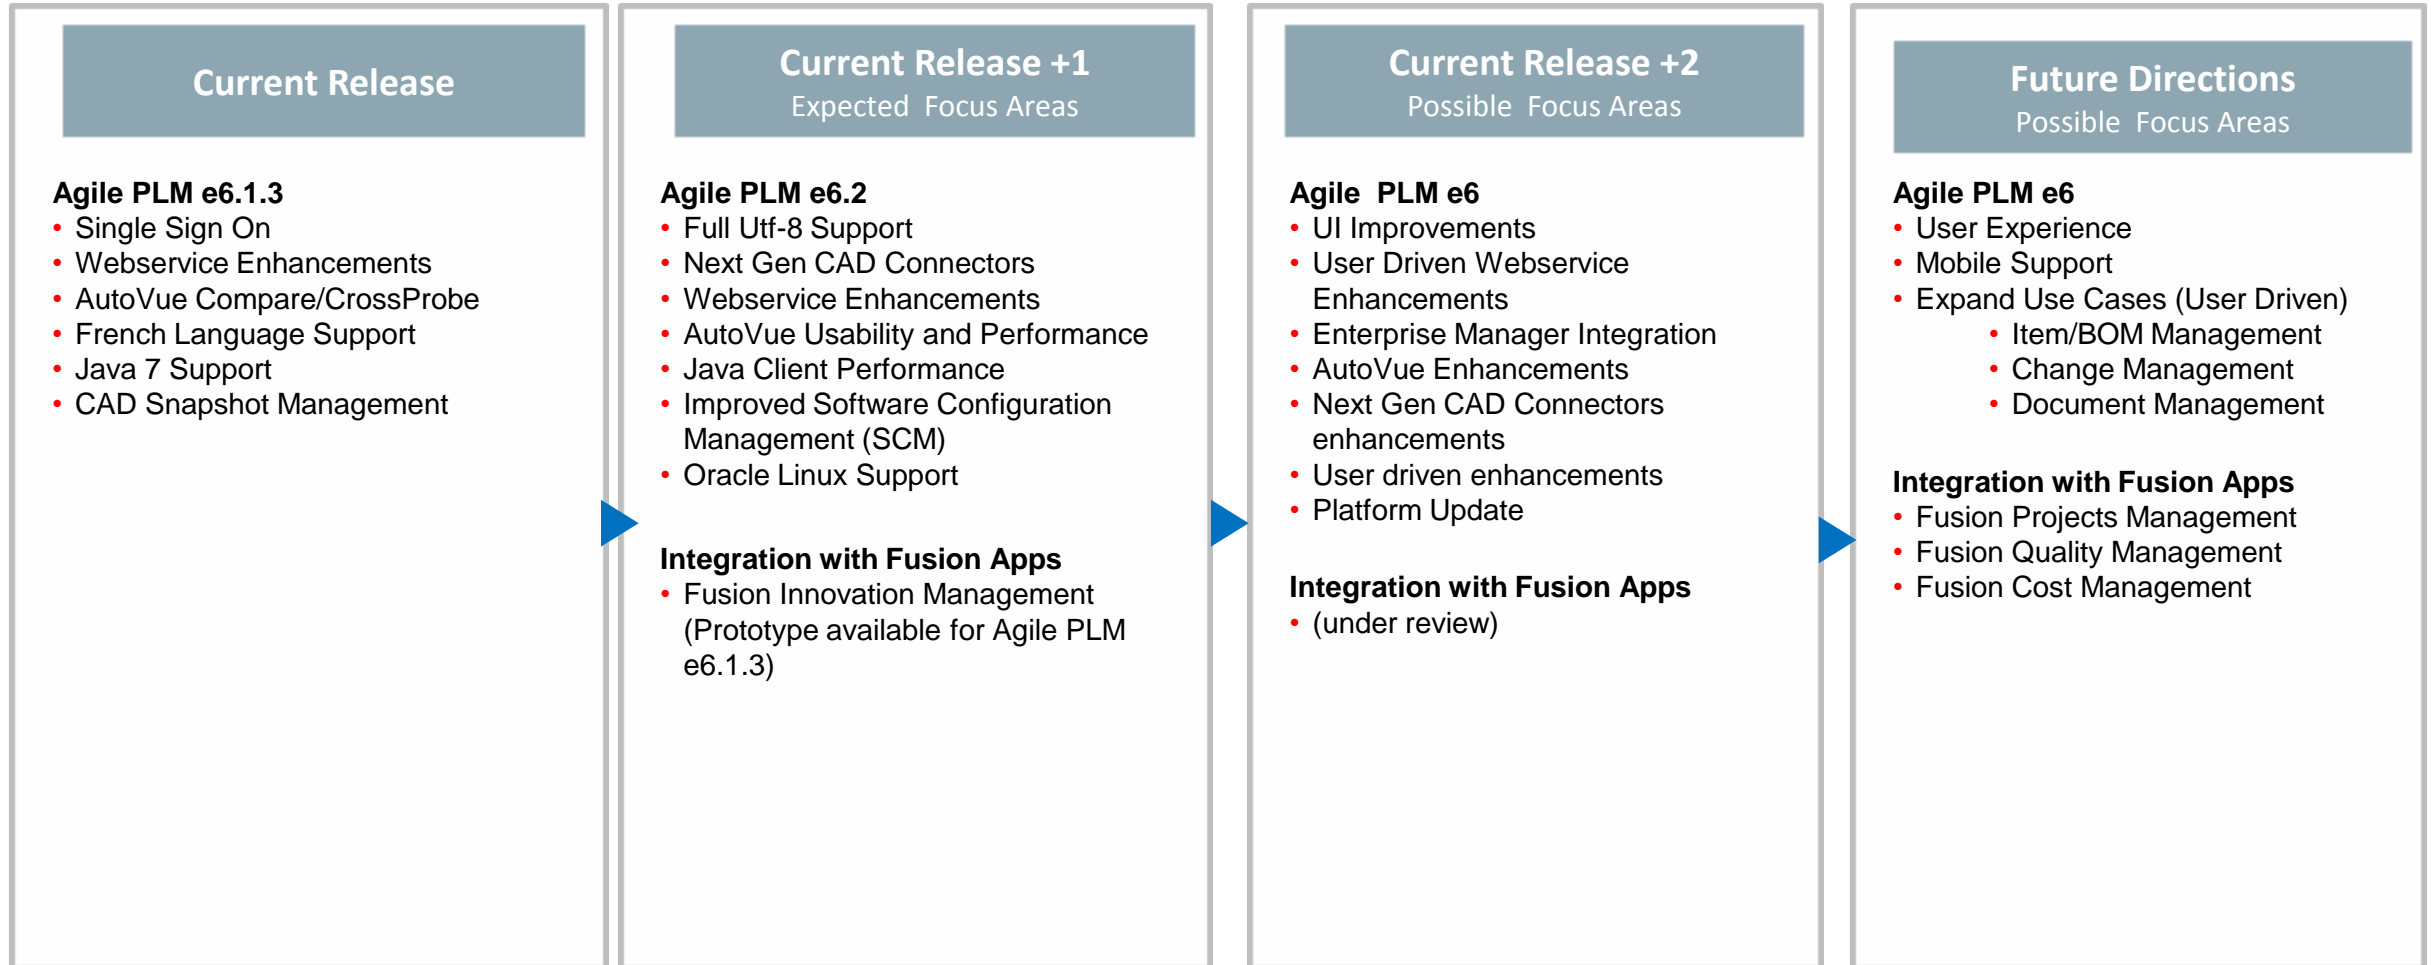 Current Release
Agile PLM e6.1.3
• Single Sign On
• Webservice Enhancements
• AutoVue Compare/CrossProbe
• French Language Support
• Java 7 Support
• CAD Snapshot Management
Current Release +1
Expected Focus Areas
Agile PLM e6.2
• Full Utf-8 Support
• Next Gen CAD Connectors
• Webservice Enhancements
• AutoVue Usability and Performance
• Java Client Performance
• Improved Software Configuration
Management (SCM)
• Oracle Linux Support
Integration with Fusion Apps
• Fusion Innovation Management
(Prototype available for Agile PLM
e6.1.3)
Current Release +2
Possible Focus Areas
Agile PLM e6
• UI Improvements
• User Driven Webservice
Enhancements
• Enterprise Manager Integration
• AutoVue Enhancements
• Next Gen CAD Connectors
enhancements
• User driven enhancements
• Platform Update
Integration with Fusion Apps
• (under review)
Future Directions
Possible Focus Areas
Agile PLM e6
• User Experience
• Mobile Support
• Expand Use Cases (User Driven)
• Item/BOM Management
• Change Management
• Document Management
Integration with Fusion Apps
• Fusion Projects Management
• Fusion Quality Management
• Fusion Cost Management